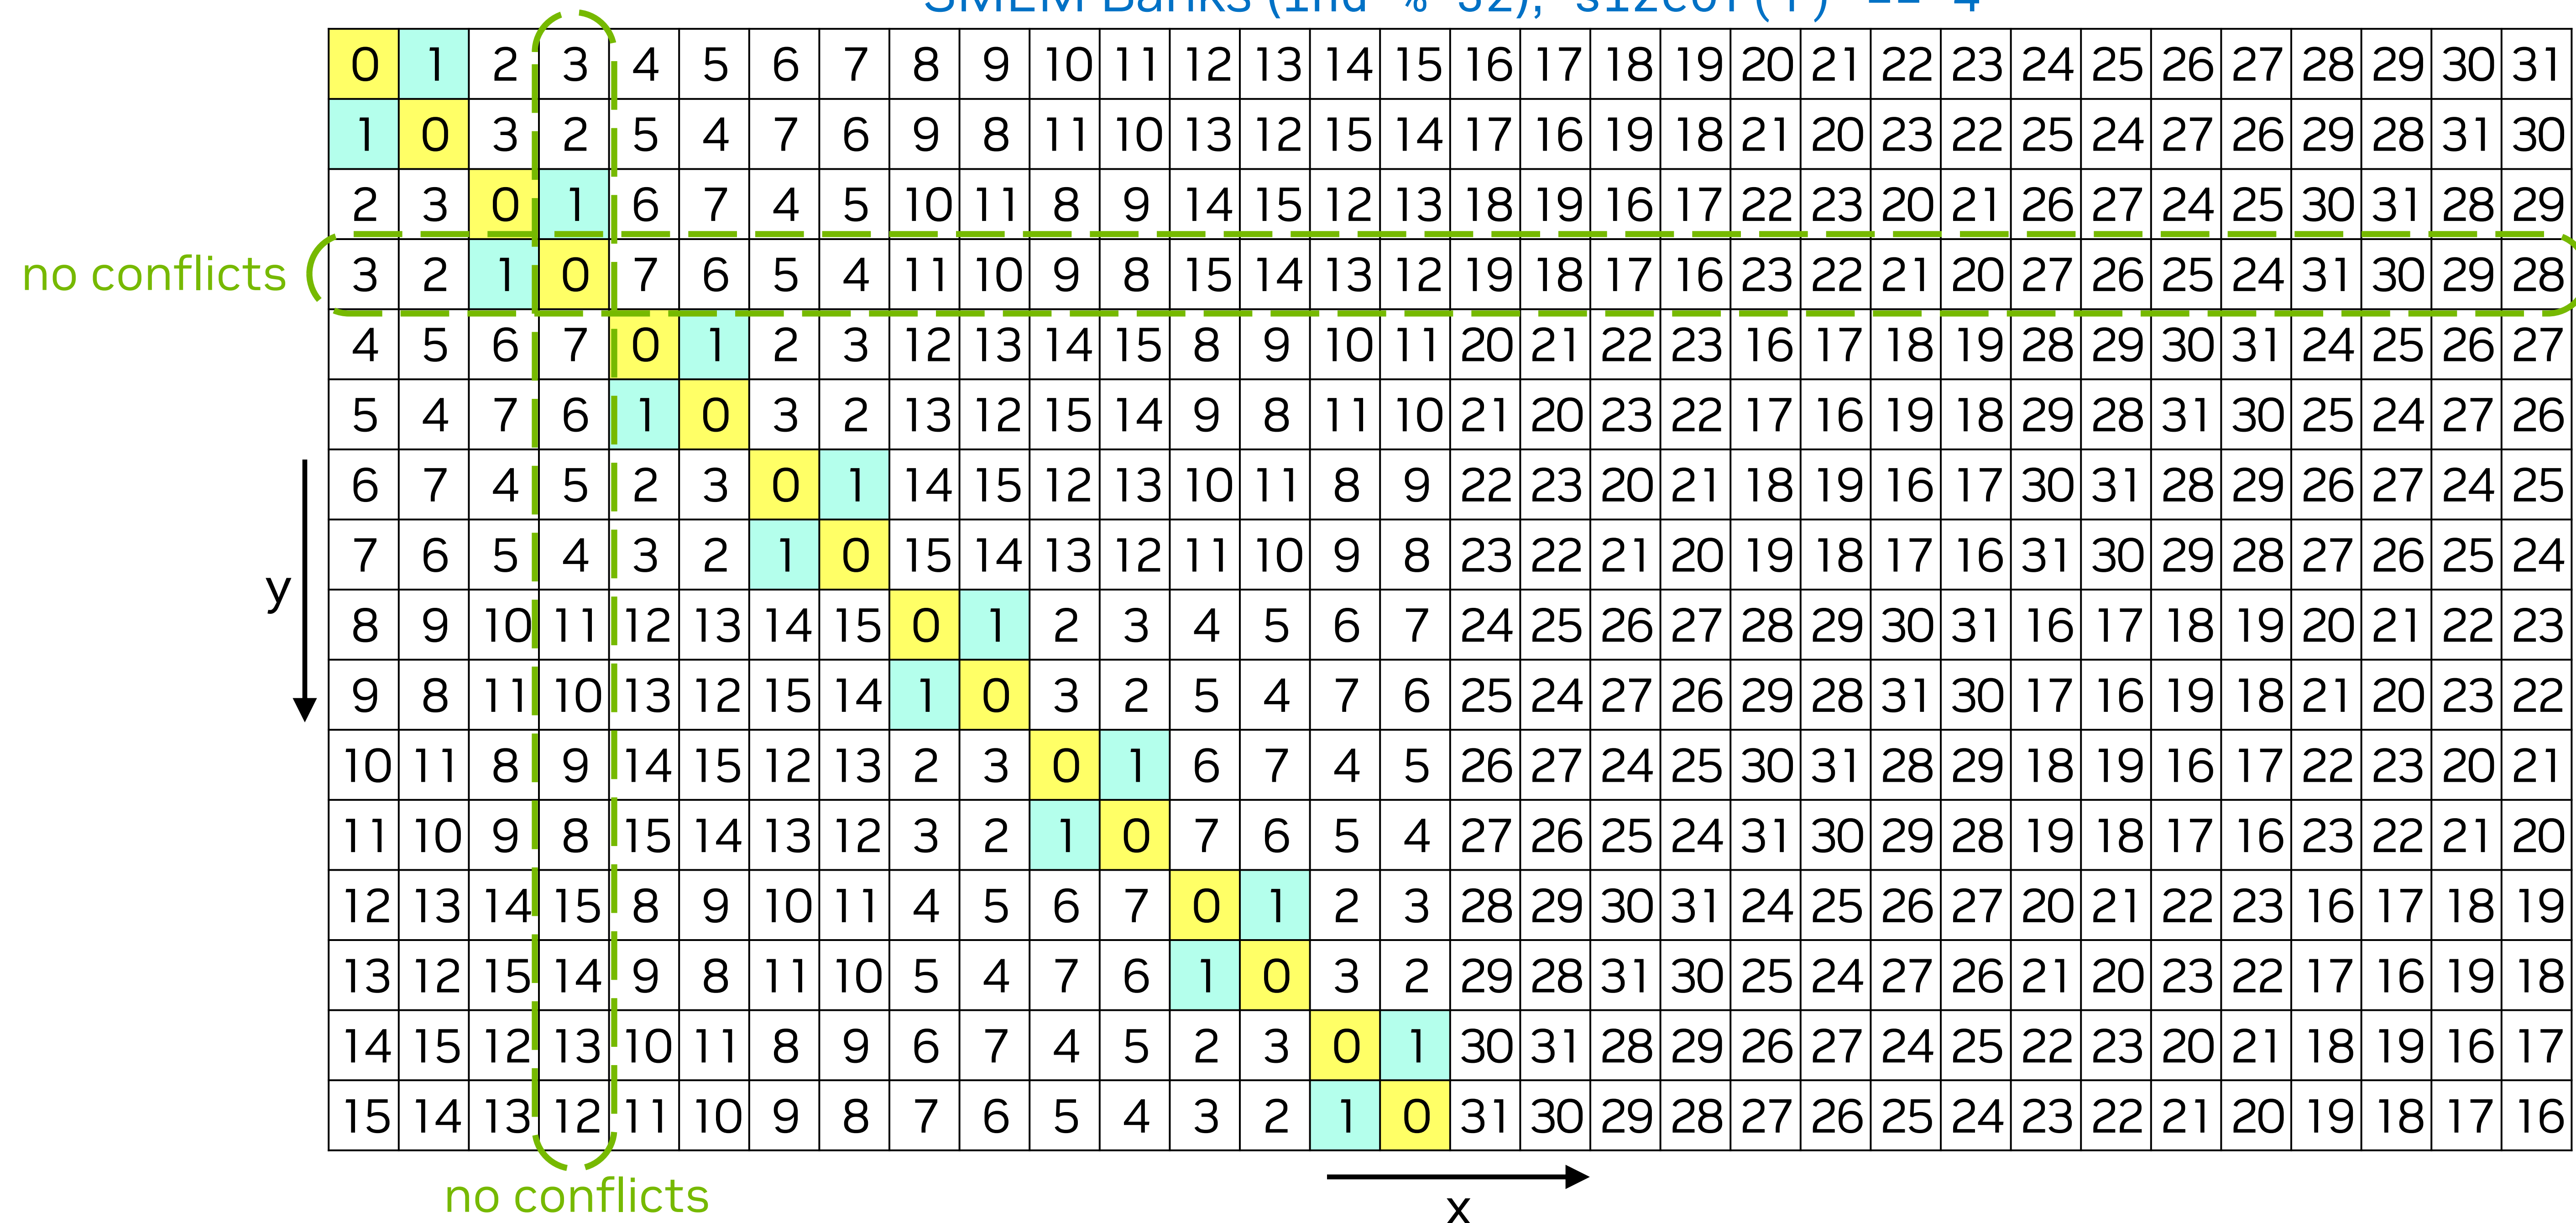 SMEM Banks (ind % 32), sizeof(T) == 4
0 1 2 3 4 5 6 7 8 9 10 11 12 13 14 15 16 17 18 19 20 21 22 23 24 25 26 27 28 29 30 31
1 0 3 2 5 4 7 6 9 8 11 10 13 12 15 14 17 16 19 18 21 20 23 22 25 24 27 26 29 28 31 30
2 3 0 1 6 7 4 5 10 11 8 9 14 15 12 13 18 19 16 17 22 23 20 21 26 27 24 25 30 31 28 29
no conflicts
3 2 1 0 7 6 5 4 11 10 9 8 15 14 13 12 19 18 17 16 23 22 21 20 27 26 25 24 31 30 29 28
4 5 6 7 0 1 2 3 12 13 14 15 8 9 10 11 20 21 22 23 16 17 18 19 28 29 30 31 24 25 26 27
5 4 7 6 1 0 3 2 13 12 15 14 9 8 11 10 21 20 23 22 17 16 19 18 29 28 31 30 25 24 27 26
6 7 4 5 2 3 0 1 14 15 12 13 10 11 8 9 22 23 20 21 18 19 16 17 30 31 28 29 26 27 24 25
7 6 5 4 3 2 1 0 15 14 13 12 11 10 9 8 23 22 21 20 19 18 17 16 31 30 29 28 27 26 25 24
y
8 9 10 11 12 13 14 15 0 1 2 3 4 5 6 7 24 25 26 27 28 29 30 31 16 17 18 19 20 21 22 23
9 8 11 10 13 12 15 14 1 0 3 2 5 4 7 6 25 24 27 26 29 28 31 30 17 16 19 18 21 20 23 22
10 11 8 9 14 15 12 13 2 3 0 1 6 7 4 5 26 27 24 25 30 31 28 29 18 19 16 17 22 23 20 21
11 10 9 8 15 14 13 12 3 2 1 0 7 6 5 4 27 26 25 24 31 30 29 28 19 18 17 16 23 22 21 20
12 13 14 15 8 9 10 11 4 5 6 7 0 1 2 3 28 29 30 31 24 25 26 27 20 21 22 23 16 17 18 19
13 12 15 14 9 8 11 10 5 4 7 6 1 0 3 2 29 28 31 30 25 24 27 26 21 20 23 22 17 16 19 18
14 15 12 13 10 11 8 9 6 7 4 5 2 3 0 1 30 31 28 29 26 27 24 25 22 23 20 21 18 19 16 17
15 14 13 12 11 10 9 8 7 6 5 4 3 2 1 0 31 30 29 28 27 26 25 24 23 22 21 20 19 18 17 16
no conflicts
x